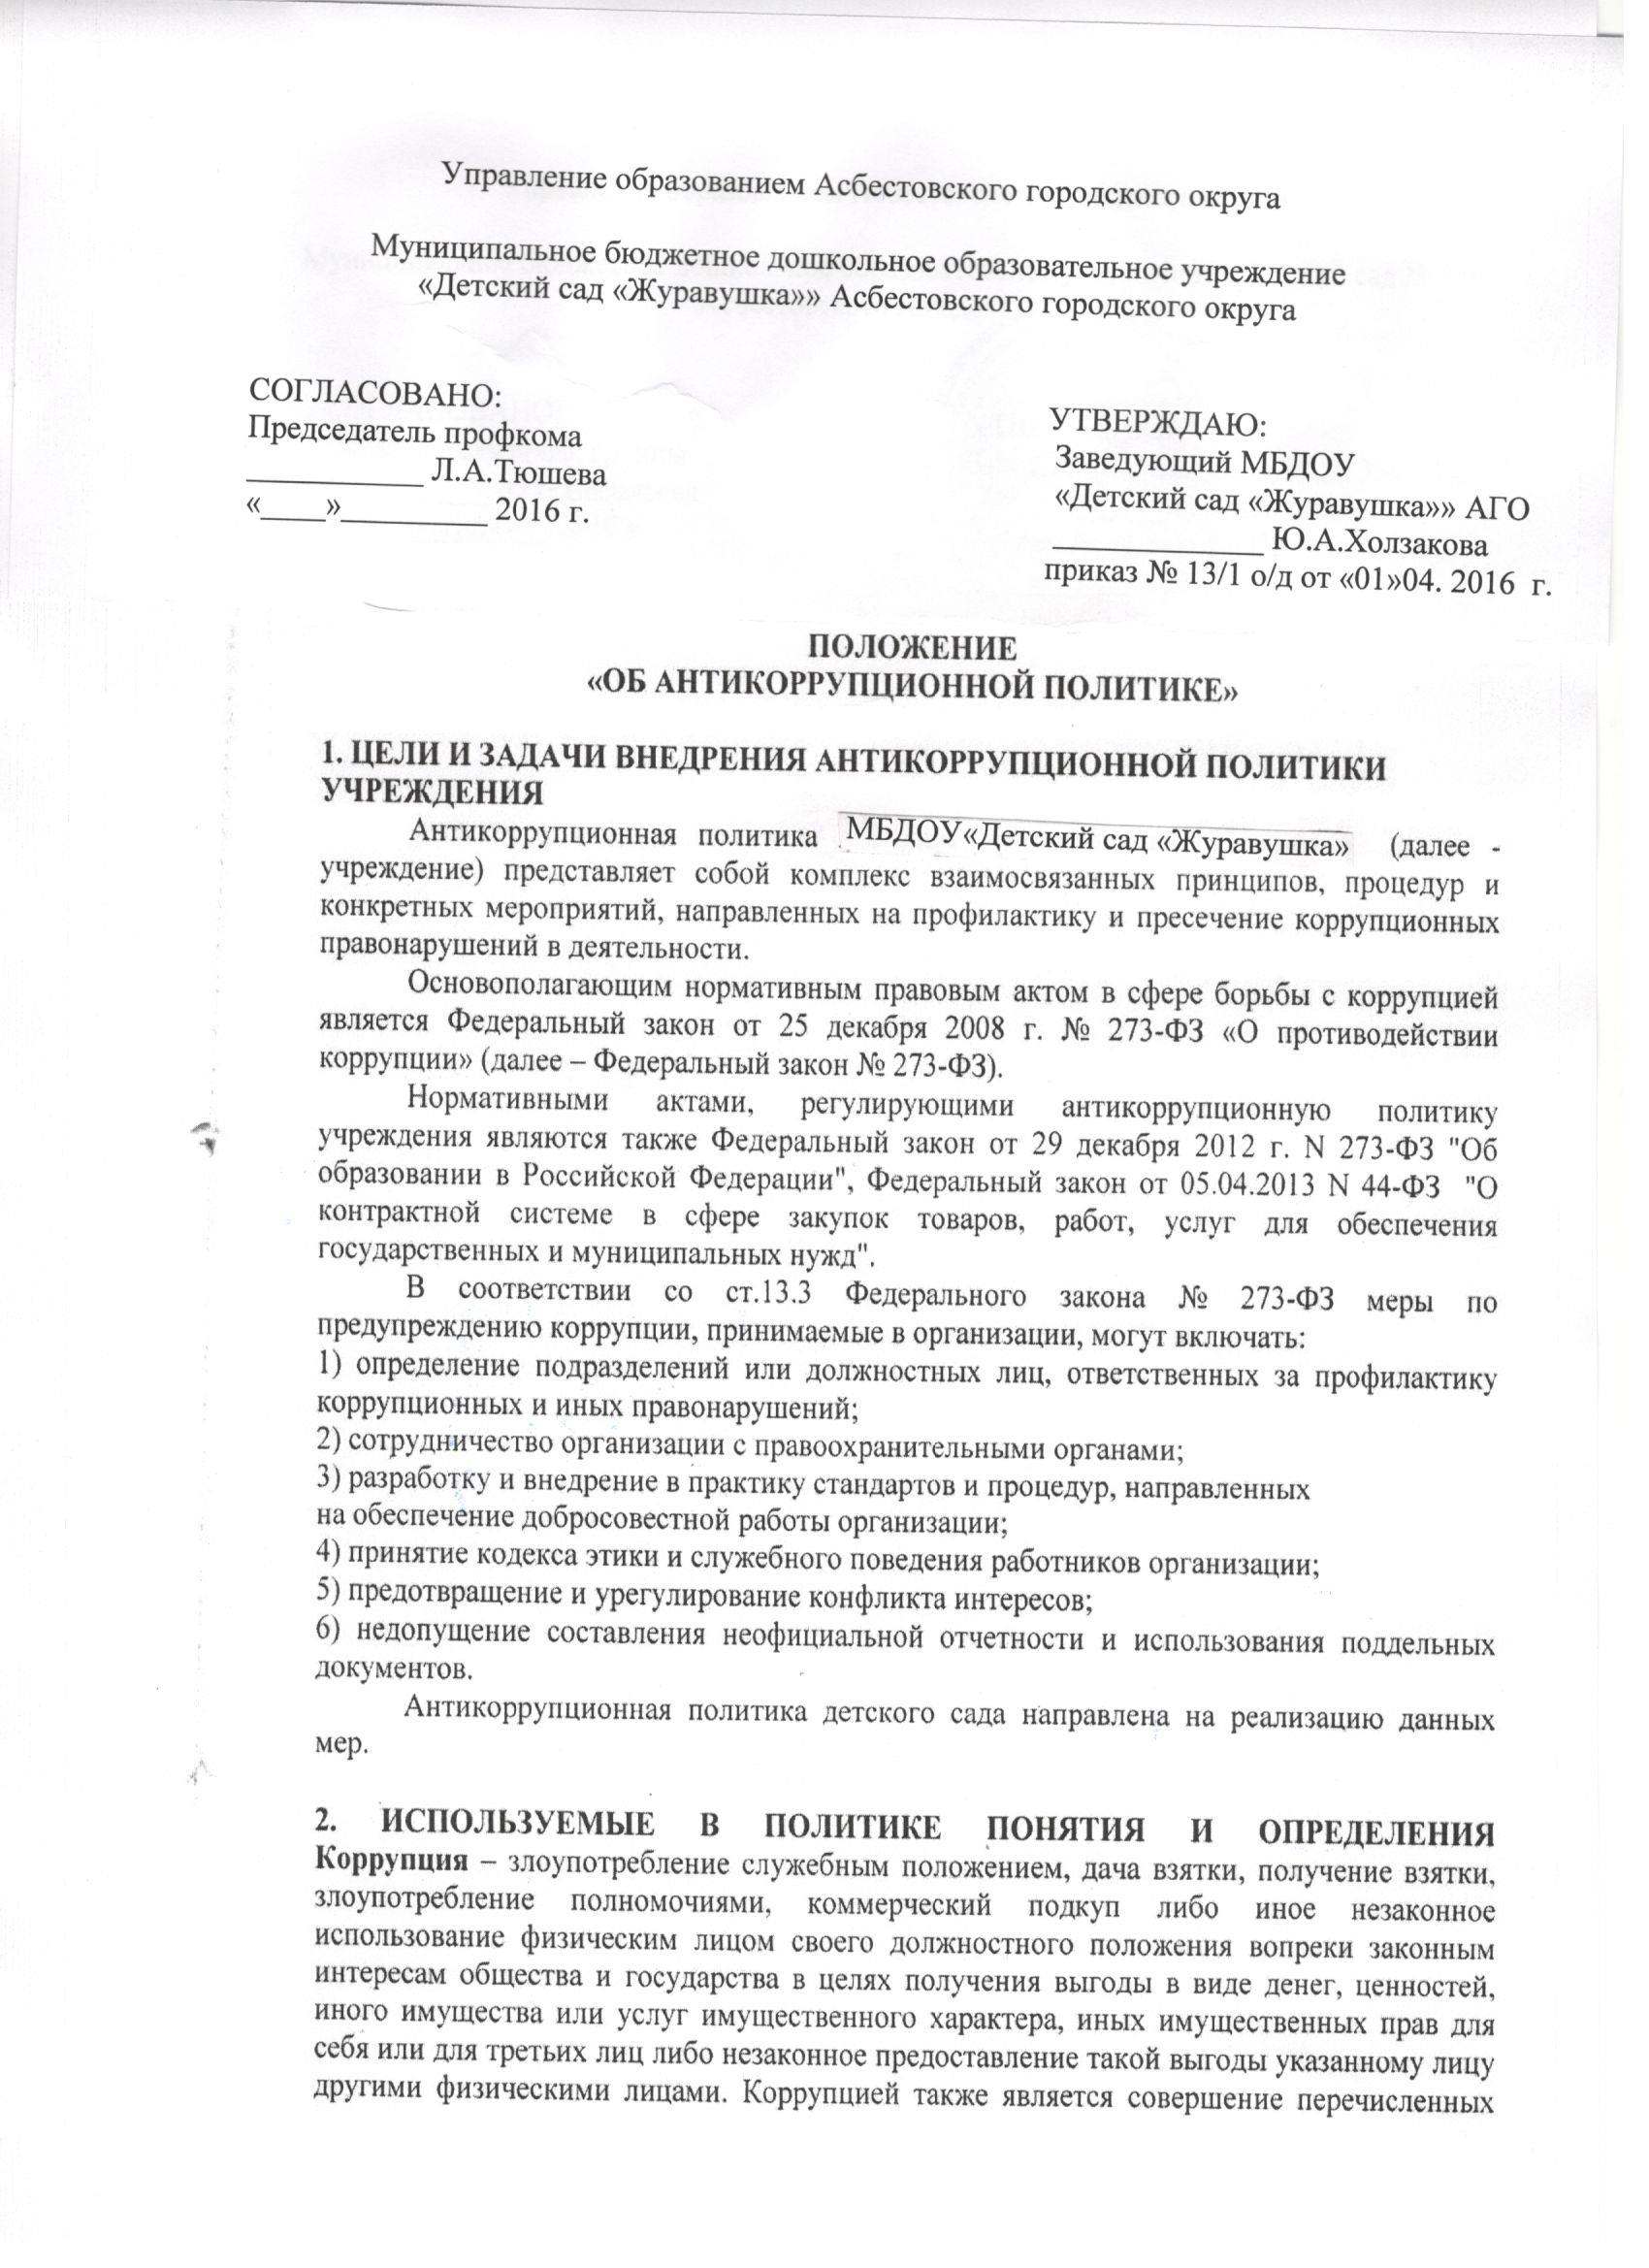 Управление образованием Асбестовского городского округа
Муниципальное бюджетное дошкольное образовательное учреждение
«Детский сад «Журавушка»» Асбестовского городского округа
СОГЛАСОВАНО:
Председатель профкома
___________ Л.А.Тюшева
«____»_________ 2016 г.
УТВЕРЖДАЮ:
Заведующий МБДОУ
«Детский сад «Журавушка»» АГО
_____________ Ю.А.Холзакова
приказ № 13/1 о/д от «01»04. 2016 г.
ПОЛОЖЕНИЕ
«ОБ АНТИКОРРУПЦИОННОЙ ПОЛИТИКЕ»
1. ЦЕЛИ И ЗАДАЧИ ВНЕДРЕНИЯ АНТИКОРРУПЦИОННОЙ ПОЛИТИКИ
УЧРЕЖДЕНИЯ
Антикоррупционная политика МБДОУ«Детский сад «Журавушка» (далее -
учреждение) представляет собой комплекс взаимосвязанных принципов, процедур и
конкретных мероприятий, направленных на профилактику и пресечение коррупционных
правонарушений в деятельности.
Основополагающим нормативным правовым актом в сфере борьбы с коррупцией
является Федеральный закон от 25 декабря 2008 г. № 273-ФЗ «О противодействии
коррупции» (далее – Федеральный закон № 273-ФЗ).
Нормативными актами, регулирующими антикоррупционную политику
учреждения являются также Федеральный закон от 29 декабря 2012 г. N 273-ФЗ "Об
образовании в Российской Федерации", Федеральный закон от 05.04.2013 N 44-ФЗ "О
контрактной системе в сфере закупок товаров, работ, услуг для обеспечения
государственных и муниципальных нужд".
В соответствии со ст.13.3 Федерального закона № 273-ФЗ меры по
предупреждению коррупции, принимаемые в организации, могут включать:
1) определение подразделений или должностных лиц, ответственных за профилактику
коррупционных и иных правонарушений;
2) сотрудничество организации с правоохранительными органами;
3) разработку и внедрение в практику стандартов и процедур, направленных
на обеспечение добросовестной работы организации;
4) принятие кодекса этики и служебного поведения работников организации;
5) предотвращение и урегулирование конфликта интересов;
6) недопущение составления неофициальной отчетности и использования поддельных
документов.
Антикоррупционная политика детского сада направлена на реализацию данных
мер.
2. ИСПОЛЬЗУЕМЫЕ В ПОЛИТИКЕ ПОНЯТИЯ И ОПРЕДЕЛЕНИЯ
Коррупция – злоупотребление служебным положением, дача взятки, получение взятки,
злоупотребление полномочиями, коммерческий подкуп либо иное незаконное
использование физическим лицом своего должностного положения вопреки законным
интересам общества и государства в целях получения выгоды в виде денег, ценностей,
иного имущества или услуг имущественного характера, иных имущественных прав для
себя или для третьих лиц либо незаконное предоставление такой выгоды указанному лицу
другими физическими лицами. Коррупцией также является совершение перечисленных